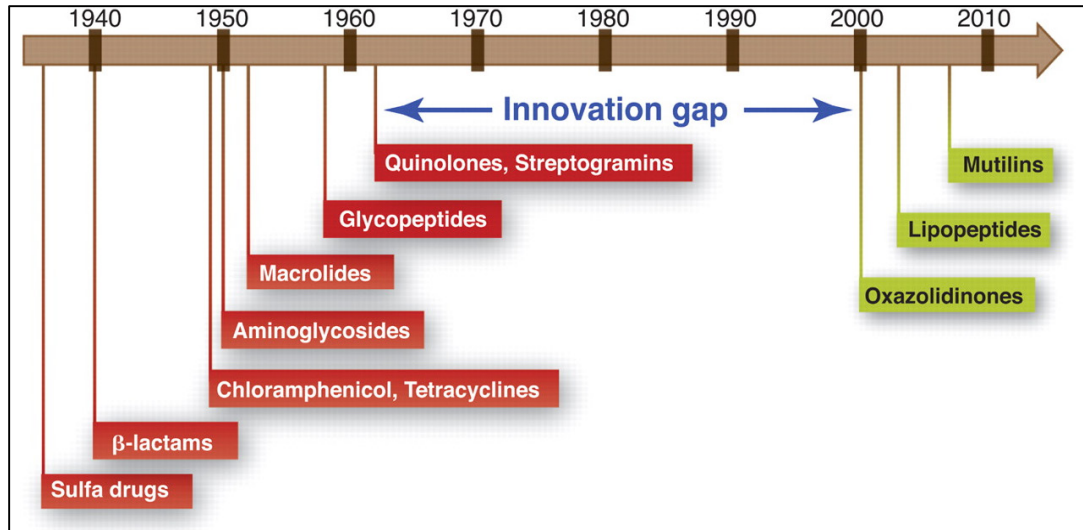 1940 1950 1960 1970 1980 1990 2000 2010
Innovation gap
Quinolones, Streptogramins
Mutilins
Glycopeptides
Lipopeptides
Macrolides
Oxazolidinones
Aminoglycosides
Chloramphenicol, Tetracyclines
β-lactams
Sulfa drugs